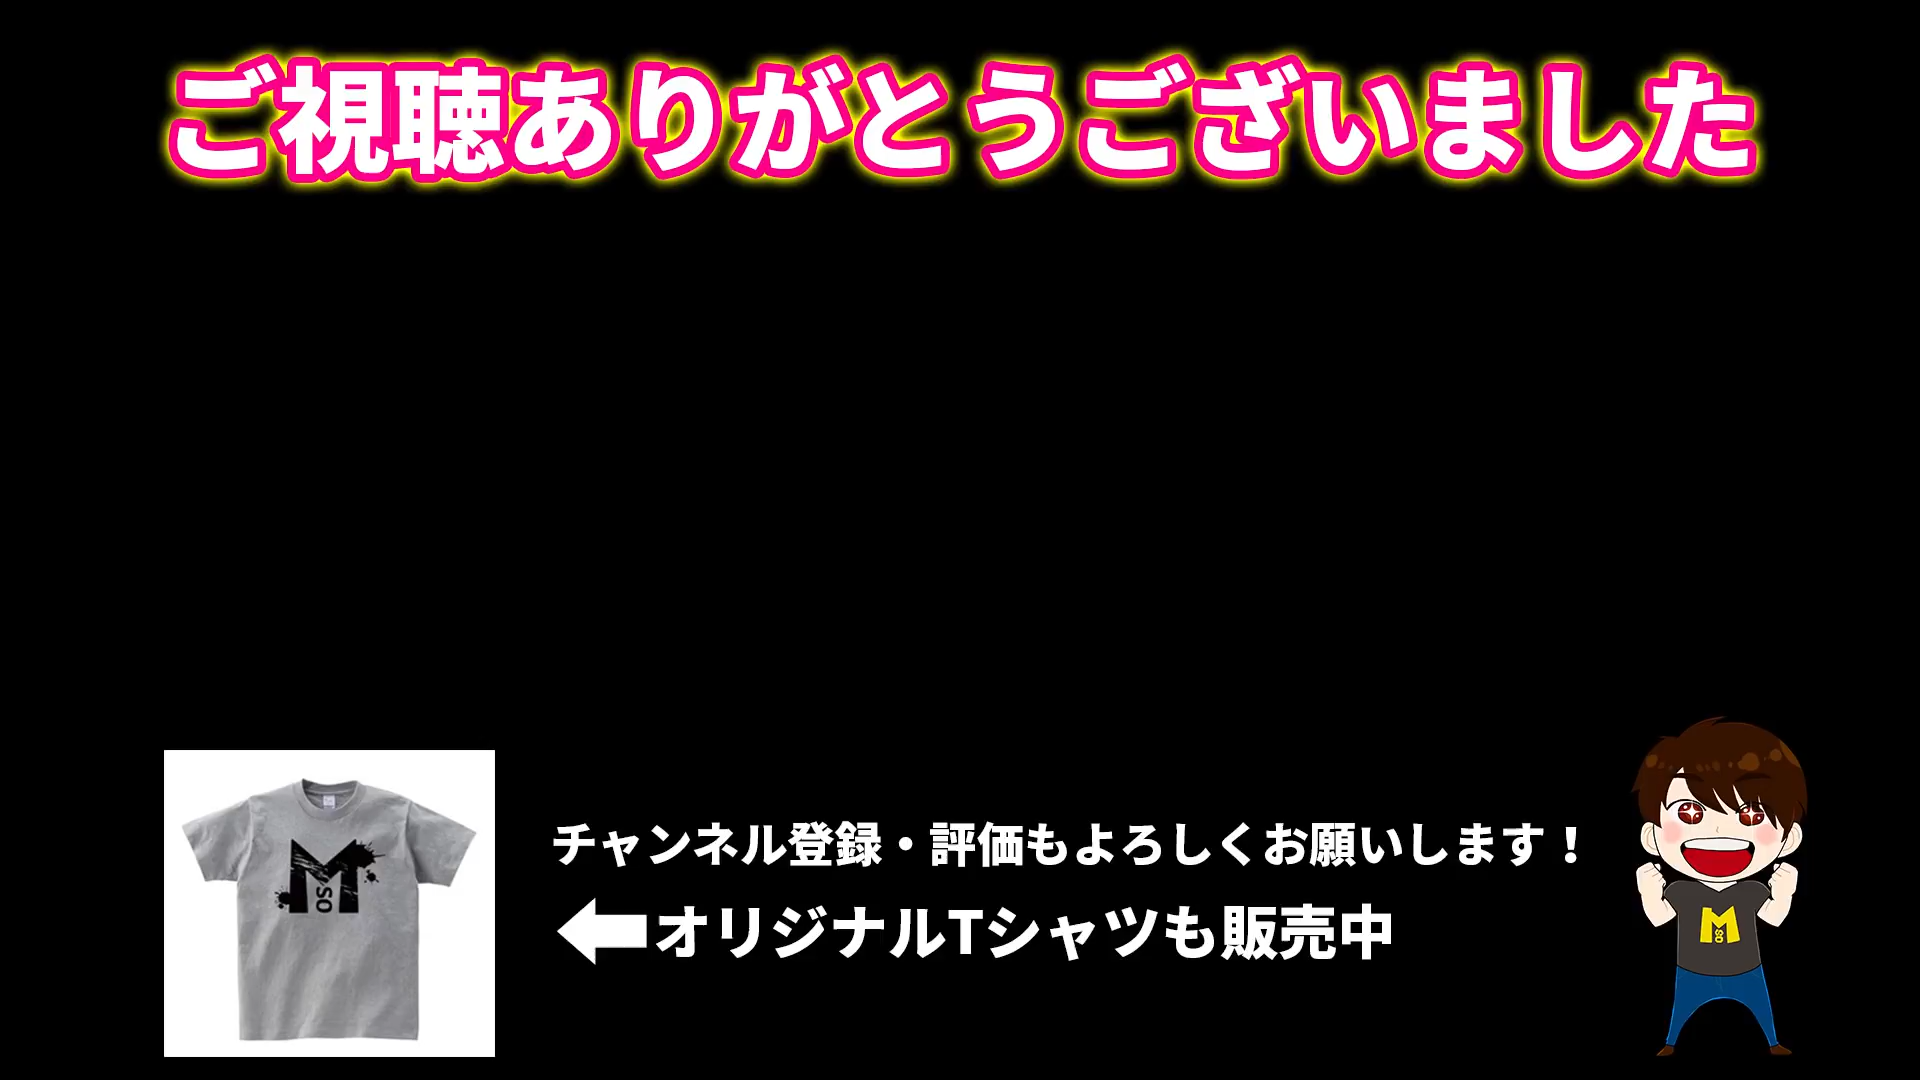 ご視聴ありがとうございました
チャンネル登録・評価もよろしくお願いします！
オリジナルTシャツも販売中
M
SO
M
SO